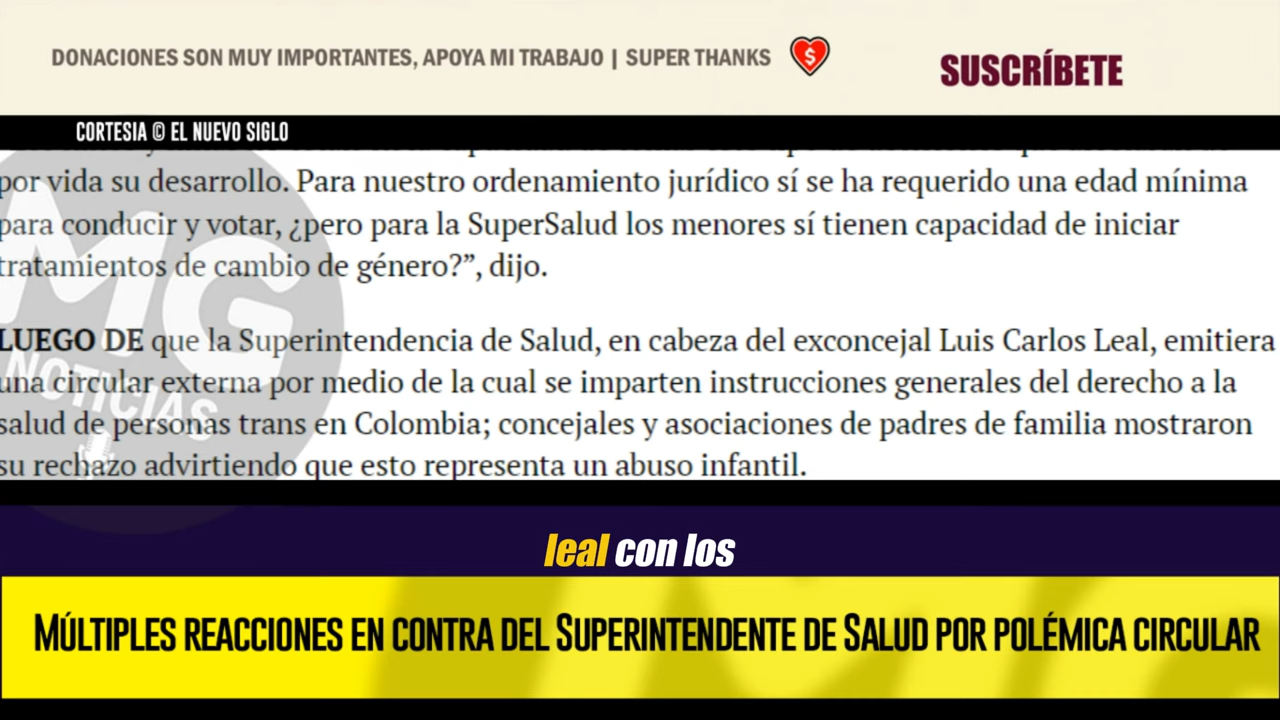 DONACIONES SON MUY IMPORTANTES, APOYA MI TRABAJO | SUPER THANKS
$
SUSCRÍBETE
CORTESIA © EL NUEVO SIGLO
por vida su desarrollo. Para nuestro ordenamiento jurídico sí se ha requerido una edad mínima
para conducir y votar, ¿pero para la SuperSalud los menores sí tienen capacidad de iniciar
tratamientos de cambio de género?”, dijo.
LUEGO DE que la Superintendencia de Salud, en cabeza del exconcejal Luis Carlos Leal, emitiera
una circular externa por medio de la cual se imparten instrucciones generales del derecho a la
salud de personas trans en Colombia; concejales y asociaciones de padres de familia mostraron
su rechazo advirtiendo que esto representa un abuso infantil.
MG
NOTICIAS
leal con los
MÚLTIPLES REACCIONES EN CONTRA DEL SUPERINTENDENTE DE SALUD POR POLÉMICA CIRCULAR